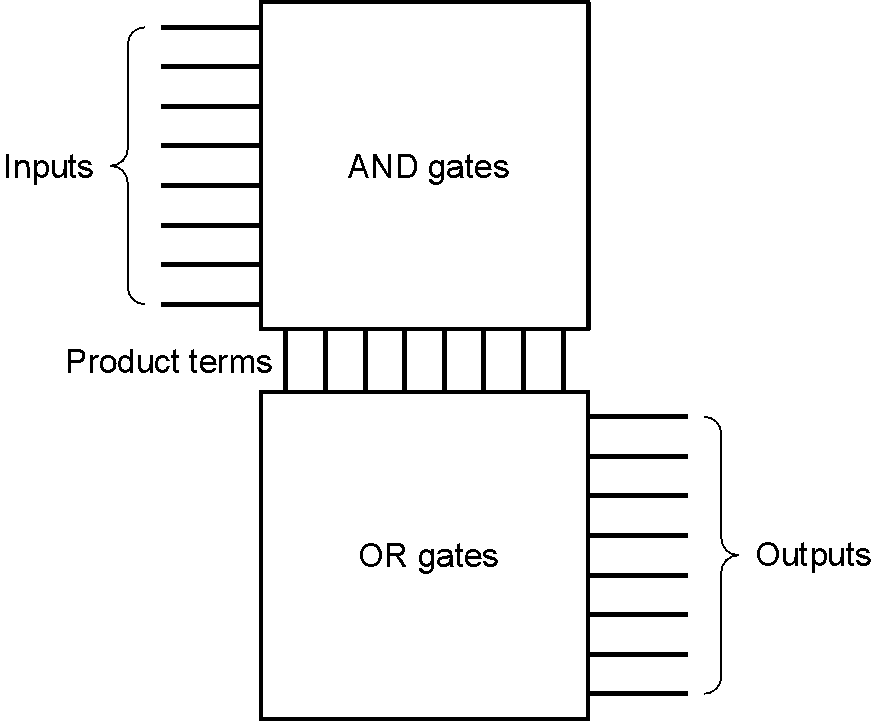 Inputs
AND gates
Product terms
OR gates
Outputs